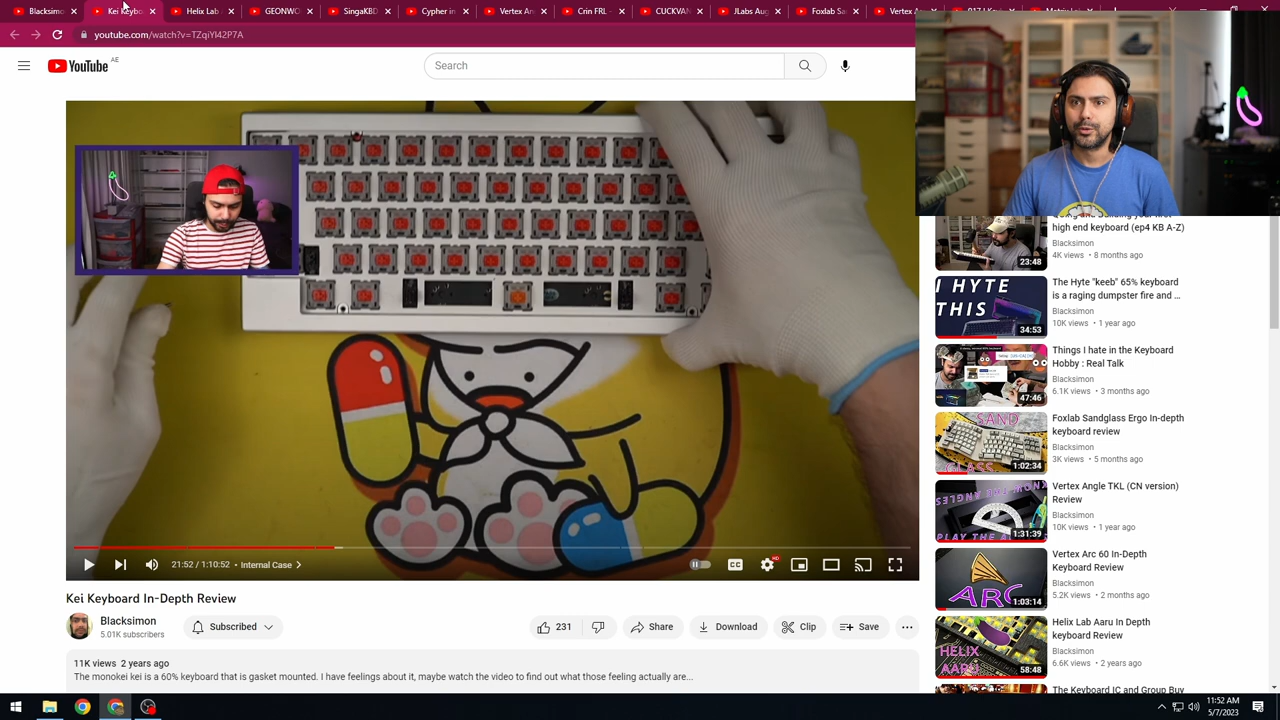 Blacksimon
Kei Keybo
Helix Lab
GEONWO
SingaKBD
Cypher in
Vertex An
Crin FRL -
CUCKVAN
JLabs Aug
Foxlab Sa
youtube.com/watch?v=TZqiYI42P7A
YouTube
AE
Search
high end keyboard (ep4 KB A-Z)
Blacksimon
4K views • 8 months ago
23:48
I HYTE
THIS
34:53
The Hyte "keeb" 65% keyboard
is a raging dumpster fire and ...
Blacksimon
10K views • 1 year ago
47:46
Things I hate in the Keyboard
Hobby : Real Talk
Blacksimon
6.1K views • 3 months ago
SAND
GLASS
1:02:34
Foxlab Sandglass Ergo In-depth
keyboard review
Blacksimon
3K views • 5 months ago
KNOW THE ANGLES
PLAY THE A
1:31:39
Vertex Angle TKL (CN version)
Review
Blacksimon
10K views • 1 year ago
ARC
1:03:14
Vertex Arc 60 In-Depth
Keyboard Review
Blacksimon
5.2K views • 2 months ago
HELIX
AARU
58:48
Helix Lab Aaru In Depth
keyboard Review
Blacksimon
6.6K views • 2 years ago
The Keyboard IC and Group Buy
21:52 / 1:10:52 • Internal Case
CC
HD
Kei Keyboard In-Depth Review
Blacksimon
5.01K subscribers
Subscribed
231
Share
Download
Clip
Save
11K views 2 years ago
The monokei kei is a 60% keyboard that is gasket mounted. I have feelings about it, maybe watch the video to find out what those feeling actually are...
11:52 AM
5/7/2023